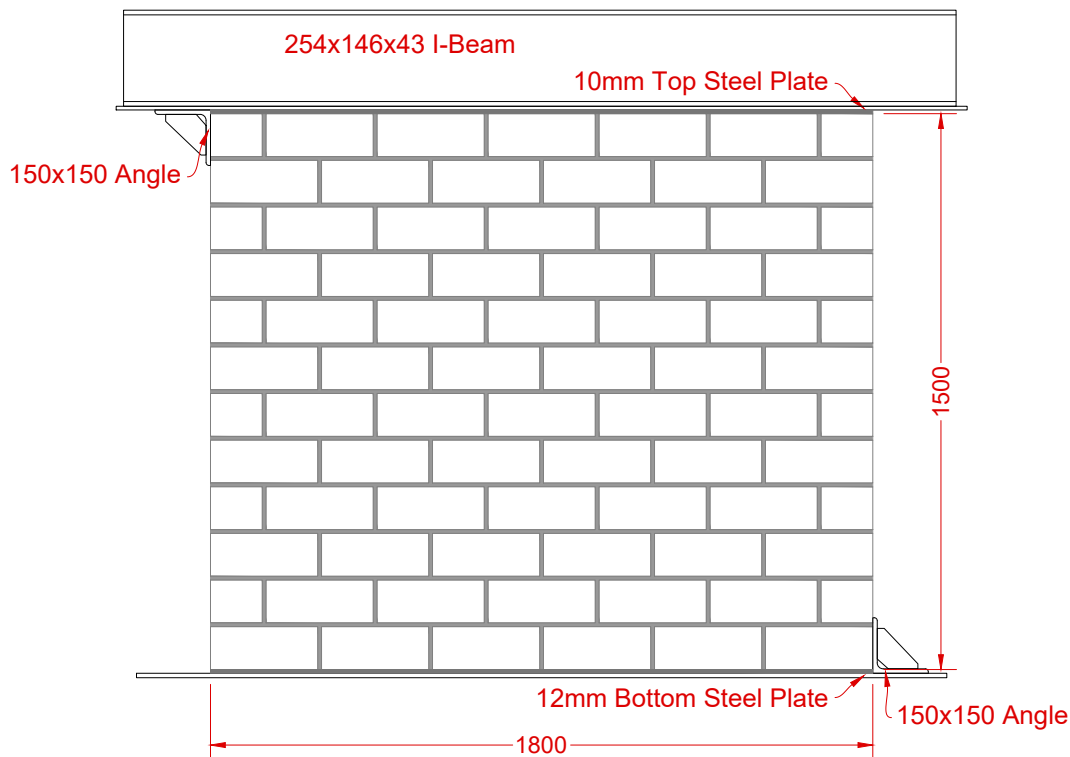 254x146x43 I-Beam
10mm Top Steel Plate
150x150 Angle
1500
12mm Bottom Steel Plate
150x150 Angle
1800